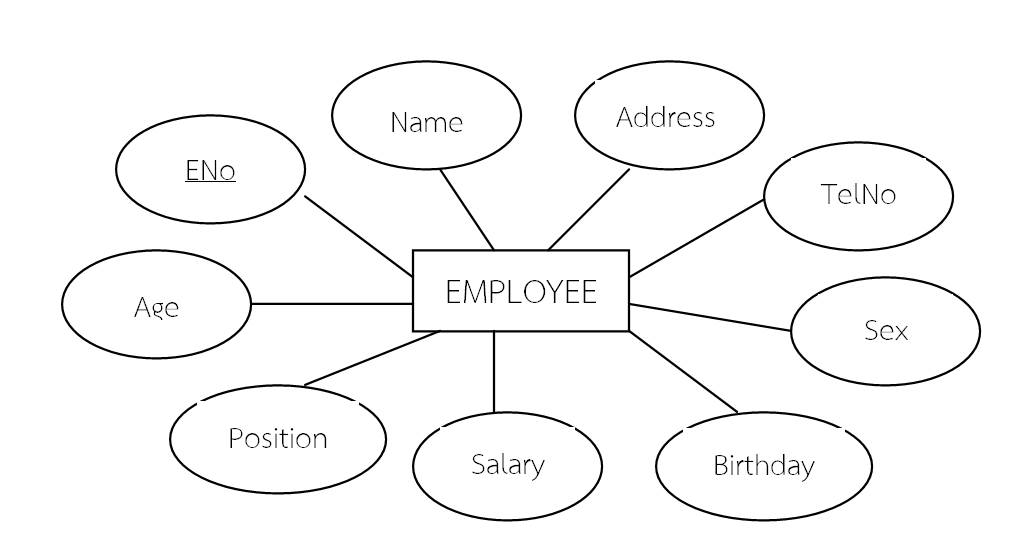 Name
Address
ENo
TelNo
EMPLOYEE
Age
Sex
Position
Salary
Birthday